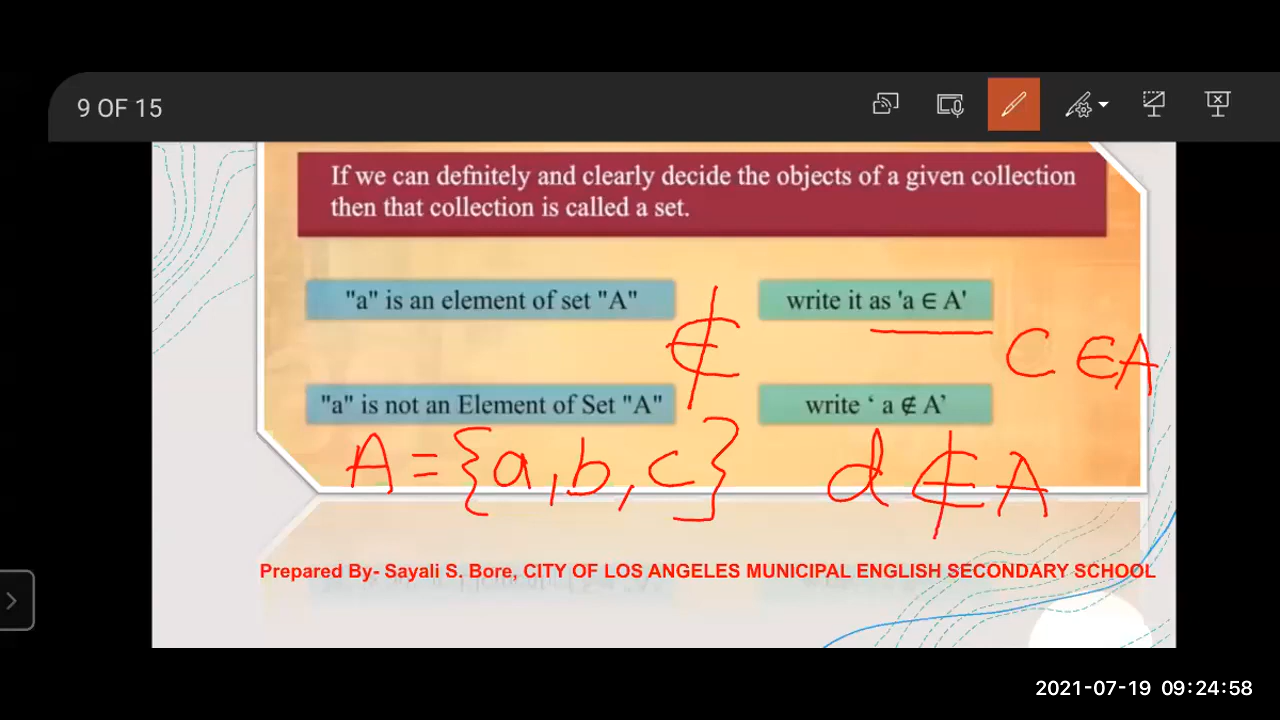 9 OF 15
If we can defnitely and clearly decide the objects of a given collection
then that collection is called a set.
"a" is an element of set "A"
write it as 'a ∈ A'
∉
C ∈ A
"a" is not an Element of Set "A"
write ‘ a ∉ A’
A = {a, b, c}
d ∉ A
Prepared By- Sayali S. Bore, CITY OF LOS ANGELES MUNICIPAL ENGLISH SECONDARY SCHOOL
2021-07-19 09:24:58